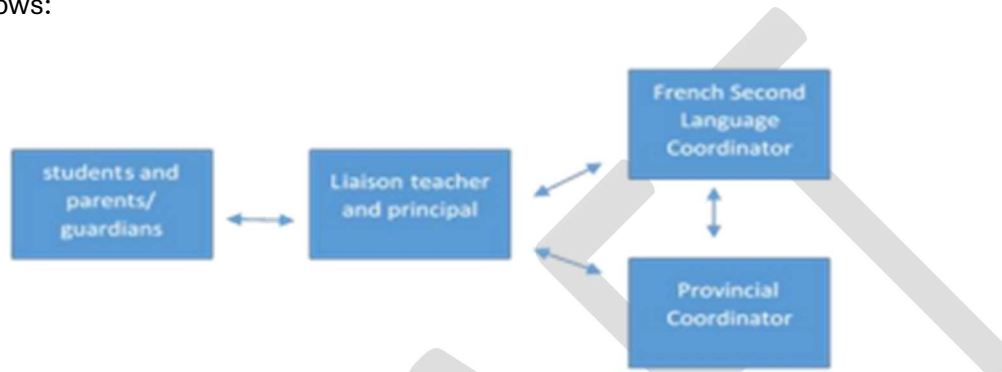 ows:
students and
parents/
guardians
Liaison teacher
and principal
French Second
Language
Coordinator
Provincial
Coordinator